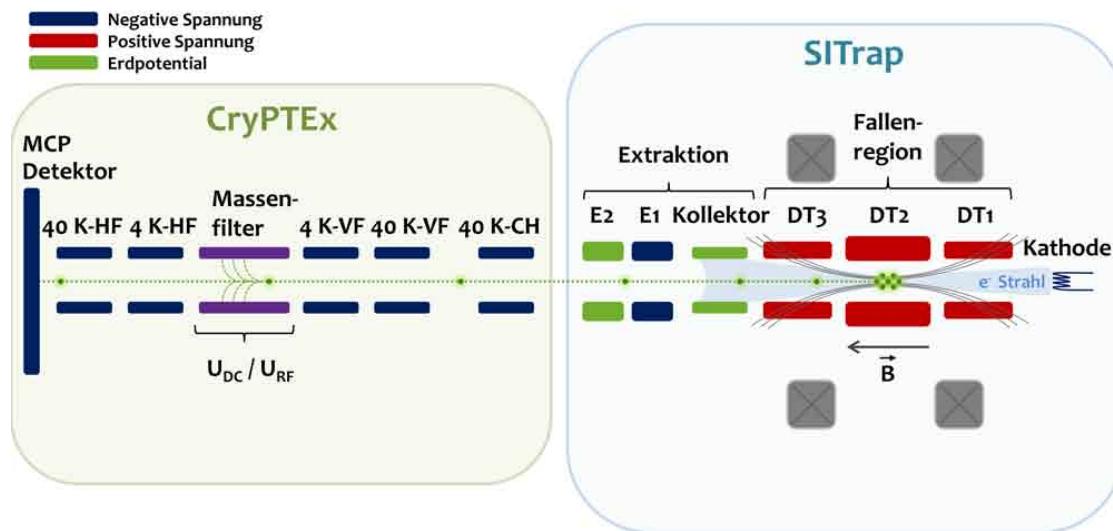 Negative Spannung
Positive Spannung
Erdpotential
CryPTEx
SITrap
MCP
Detektor
Massen-
filter
40 K-HF 4 K-HF 4 K-VF 40 K-VF 40 K-CH
U_DC / U_RF
Extraktion
Fallen-
region
E2 E1 Kollektor DT3 DT2 DT1
Kathode
e⁻ Strahl
B